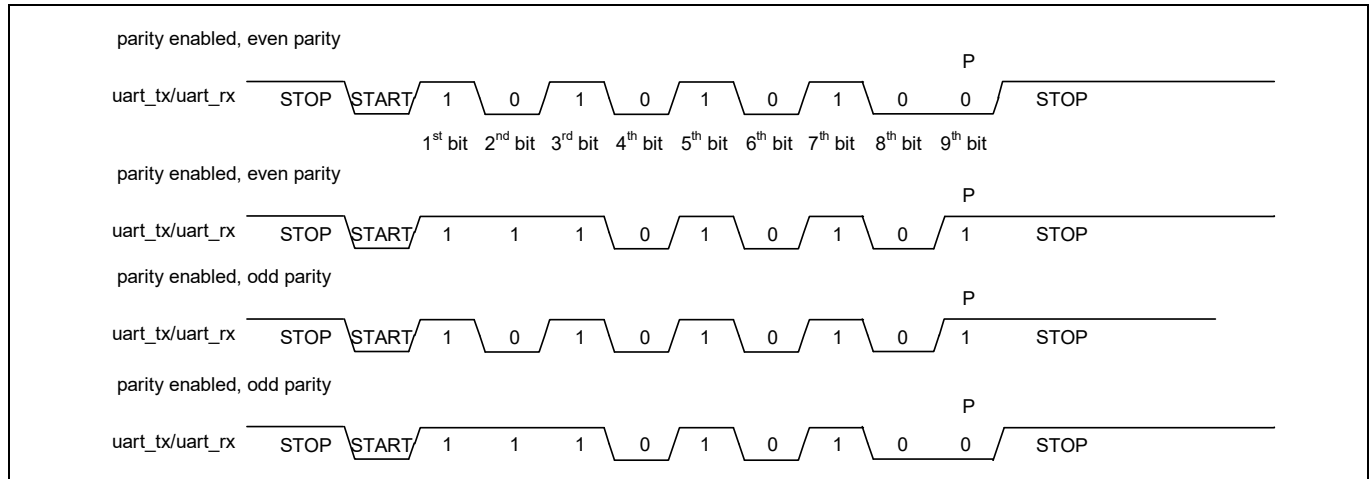 parity enabled, even parity
P
uart_tx/uart_rx STOP START 1 0 1 0 1 0 1 0 0 STOP
1st bit 2nd bit 3rd bit 4th bit 5th bit 6th bit 7th bit 8th bit 9th bit
parity enabled, even parity
P
uart_tx/uart_rx STOP START 1 1 1 0 1 0 1 0 1 STOP
parity enabled, odd parity
P
uart_tx/uart_rx STOP START 1 0 1 0 1 0 1 0 1 STOP
parity enabled, odd parity
P
uart_tx/uart_rx STOP START 1 1 1 0 1 0 1 0 0 STOP